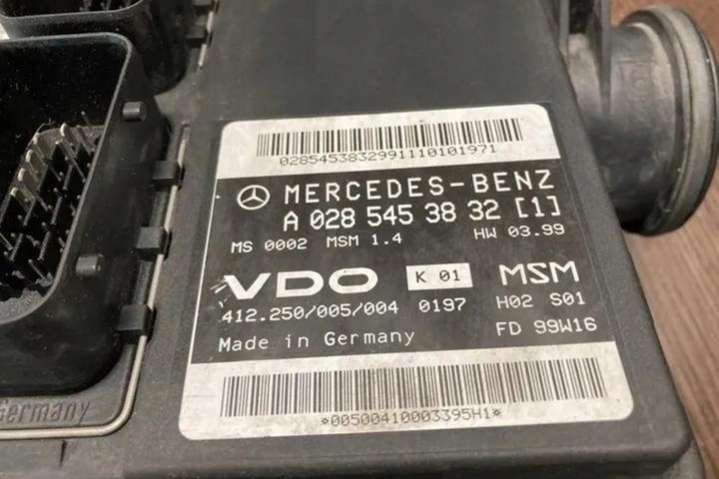 0285453832991110101971
MERCEDES-BENZ
A 028 545 38 32 [1]
MS 0002 MSM 1.4 HW 03.99
VDO K 01 MSM
412.250/005/004 0197 H02 S01
Made in Germany FD 99W16
*00500410003395H1*
Germany